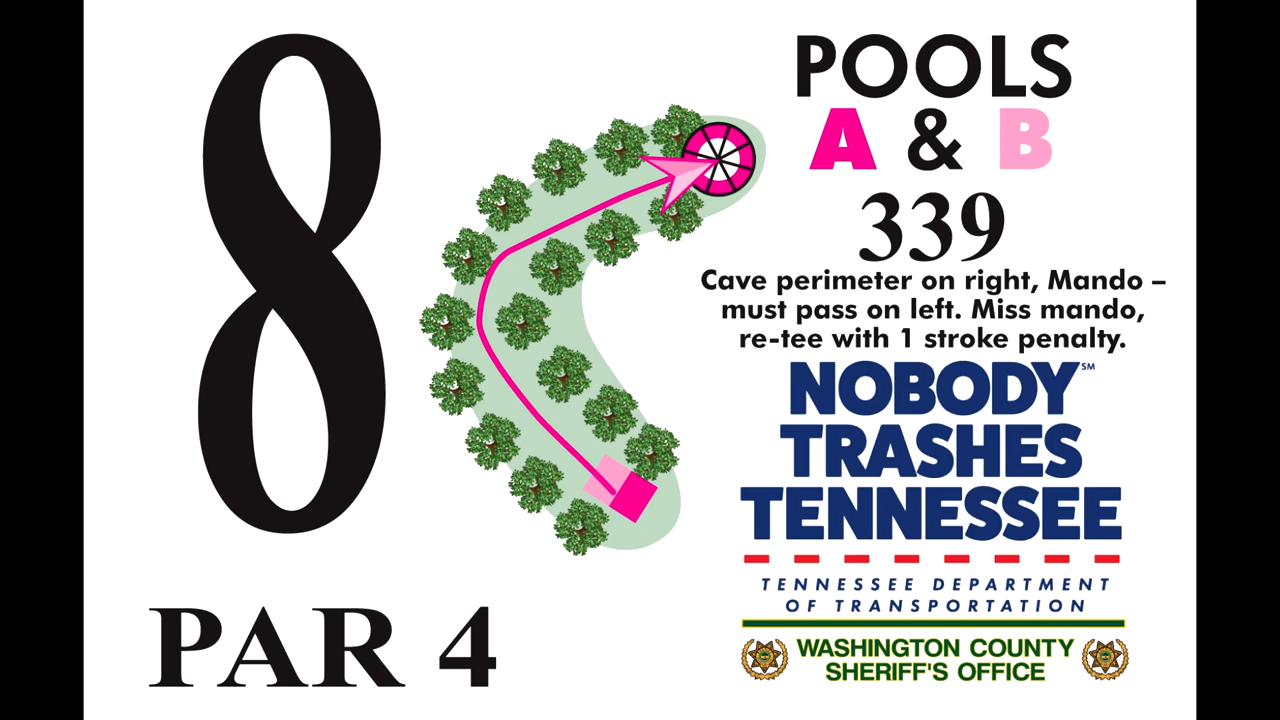 8
PAR 4
POOLS
A & B
339
Cave perimeter on right, Mando –
must pass on left. Miss mando,
re-tee with 1 stroke penalty.
NOBODY℠
TRASHES
TENNESSEE
TENNESSEE DEPARTMENT
OF TRANSPORTATION
WASHINGTON COUNTY
SHERIFF'S OFFICE